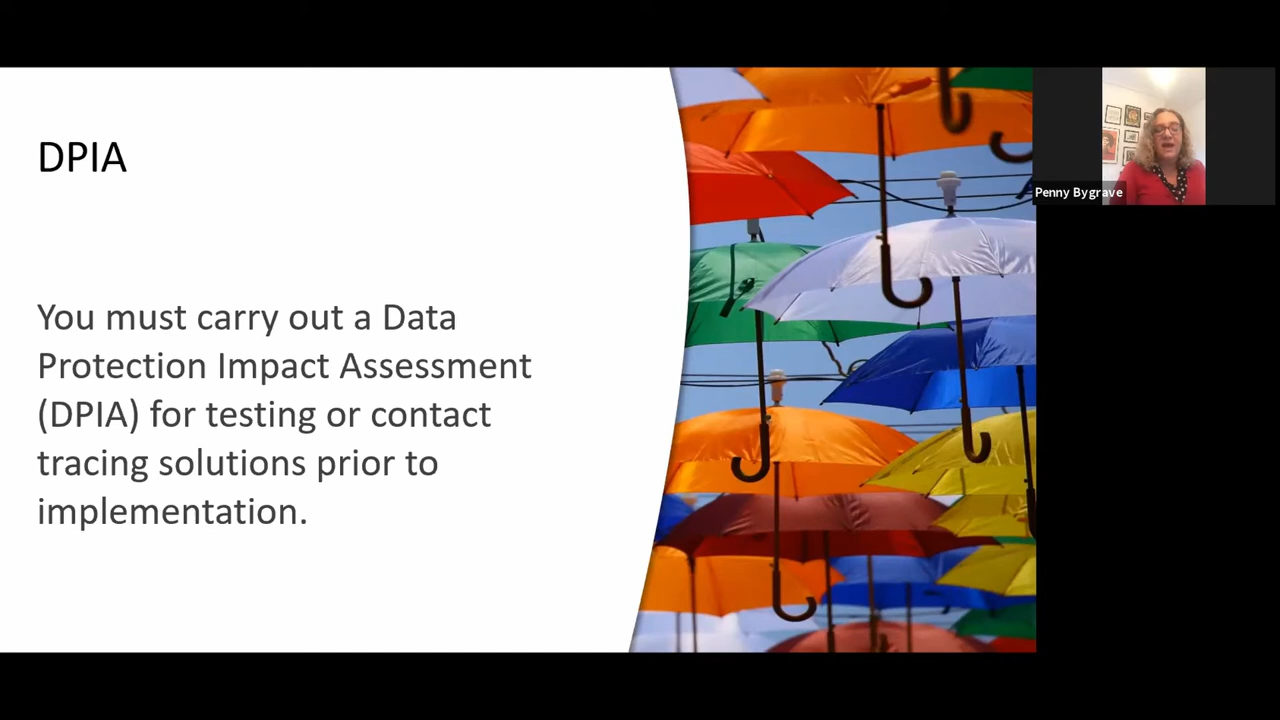 DPIA
You must carry out a Data
Protection Impact Assessment
(DPIA) for testing or contact
tracing solutions prior to
implementation.
Penny Bygrave